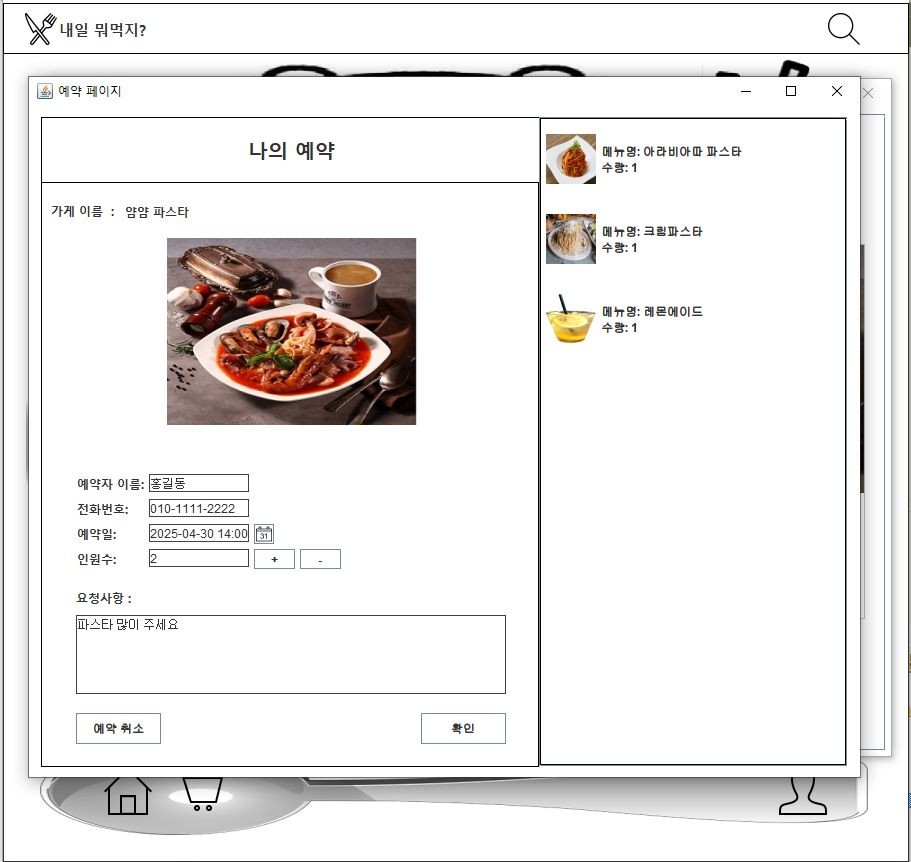 내일 뭐먹지?
예약 페이지
나의 예약
가게 이름 : 얌얌 파스타
예약자 이름: 홍길동
전화번호: 010-1111-2222
예약일: 2025-04-30 14:00
31
인원수: 2 + -
요청사항 :
파스타 많이 주세요
예약 취소 확인
메뉴명: 아라비아따 파스타
수량: 1
메뉴명: 크림파스타
수량: 1
메뉴명: 레몬에이드
수량: 1